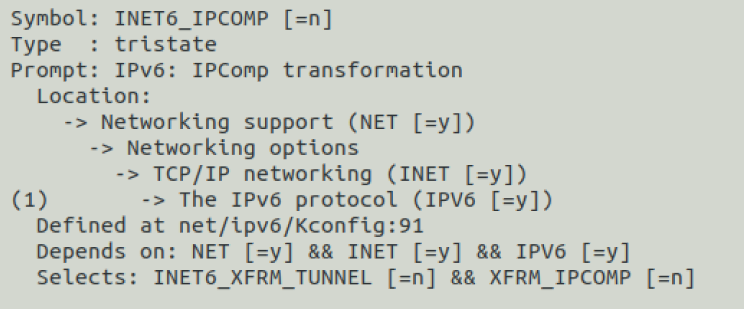 Symbol: INET6_IPCOMP [=n]
Type  : tristate
Prompt: IPv6: IPComp transformation
  Location:
    -> Networking support (NET [=y])
      -> Networking options
        -> TCP/IP networking (INET [=y])
(1)       -> The IPv6 protocol (IPV6 [=y])
  Defined at net/ipv6/Kconfig:91
  Depends on: NET [=y] && INET [=y] && IPV6 [=y]
  Selects: INET6_XFRM_TUNNEL [=n] && XFRM_IPCOMP [=n]